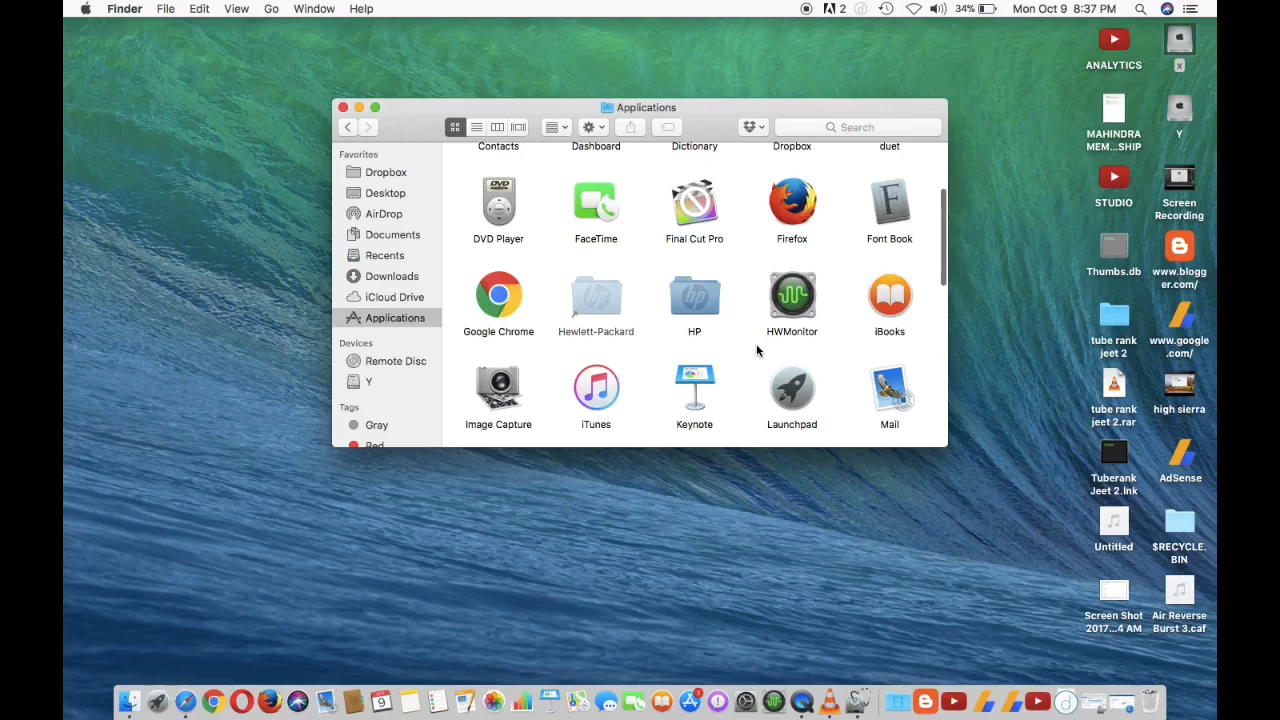 Finder File Edit View Go Window Help
2 34% Mon Oct 9 8:37 PM
Applications
Search
Favorites
Dropbox
Desktop
AirDrop
Documents
Recents
Downloads
iCloud Drive
Applications
Devices
Remote Disc
Y
Tags
Gray
Red
Contacts Dashboard Dictionary Dropbox duet
DVD
DVD Player FaceTime Final Cut Pro Firefox Font Book
F
hp hp
Google Chrome Hewlett-Packard HP HWMonitor iBooks
Image Capture iTunes Keynote Launchpad Mail
ANALYTICS
x
MAHINDRA
MEM...SHIP
Y
STUDIO
Screen
Recording
Thumbs.db
www.blogg
er.com/
tube rank
jeet 2
www.google
.com/
tube rank
jeet 2.rar
high sierra
Tuberank
Jeet 2.lnk
AdSense
Untitled
$RECYCLE.
BIN
Screen Shot
2017...4 AM
Air Reverse
Burst 3.caf
9